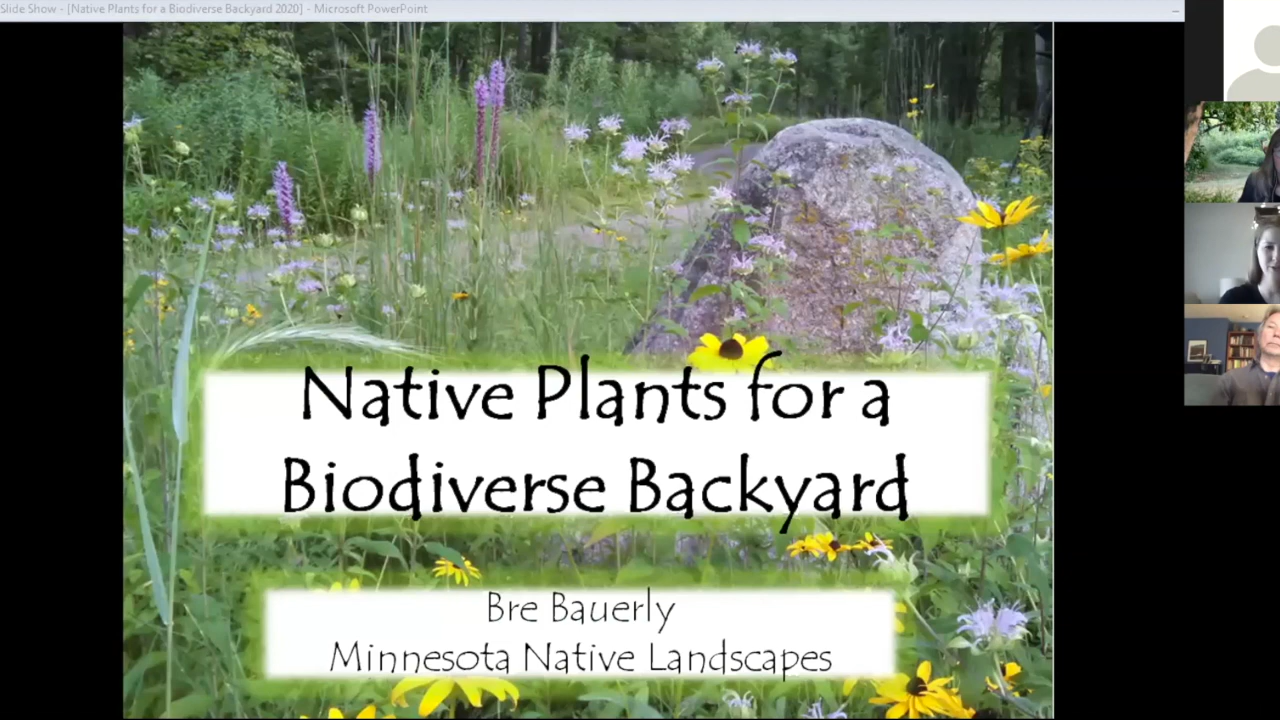 Slide Show - [Native Plants for a Biodiverse Backyard 2020] - Microsoft PowerPoint
Native Plants for a
Biodiverse Backyard
Bre Bauerly
Minnesota Native Landscapes